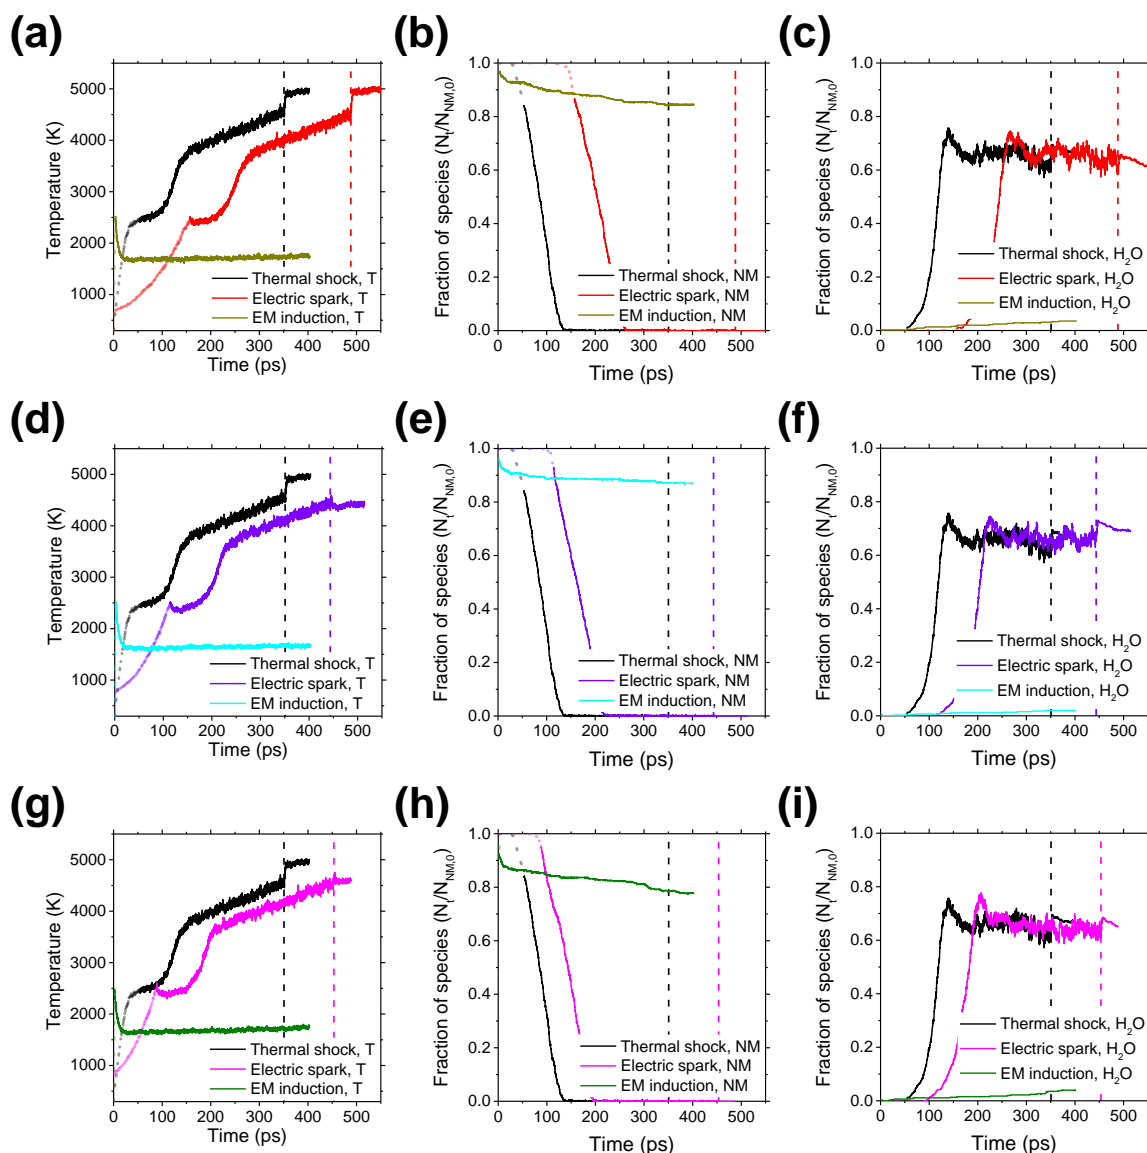 (a)
Temperature (K)
5000
4000
3000
2000
1000
0 100 200 300 400 500
Time (ps)
Thermal shock, T
Electric spark, T
EM induction, T
(b)
Fraction of species (N_t/N_NM,0)
1.0
0.8
0.6
0.4
0.2
0.0
0 100 200 300 400 500
Time (ps)
Thermal shock, NM
Electric spark, NM
EM induction, NM
(c)
Fraction of species (N_t/N_NM,0)
1.0
0.8
0.6
0.4
0.2
0.0
0 100 200 300 400 500
Time (ps)
Thermal shock, H₂O
Electric spark, H₂O
EM induction, H₂O
(d)
Temperature (K)
5000
4000
3000
2000
1000
0 100 200 300 400 500
Time (ps)
Thermal shock, T
Electric spark, T
EM induction, T
(e)
Fraction of species (N_t/N_NM,0)
1.0
0.8
0.6
0.4
0.2
0.0
0 100 200 300 400 500
Time (ps)
Thermal shock, NM
Electric spark, NM
EM induction, NM
(f)
Fraction of species (N_t/N_NM,0)
1.0
0.8
0.6
0.4
0.2
0.0
0 100 200 300 400 500
Time (ps)
Thermal shock, H₂O
Electric spark, H₂O
EM induction, H₂O
(g)
Temperature (K)
5000
4000
3000
2000
1000
0 100 200 300 400 500
Time (ps)
Thermal shock, T
Electric spark, T
EM induction, T
(h)
Fraction of species (N_t/N_NM,0)
1.0
0.8
0.6
0.4
0.2
0.0
0 100 200 300 400 500
Time (ps)
Thermal shock, NM
Electric spark, NM
EM induction, NM
(i)
Fraction of species (N_t/N_NM,0)
1.0
0.8
0.6
0.4
0.2
0.0
0 100 200 300 400 500
Time (ps)
Thermal shock, H₂O
Electric spark, H₂O
EM induction, H₂O